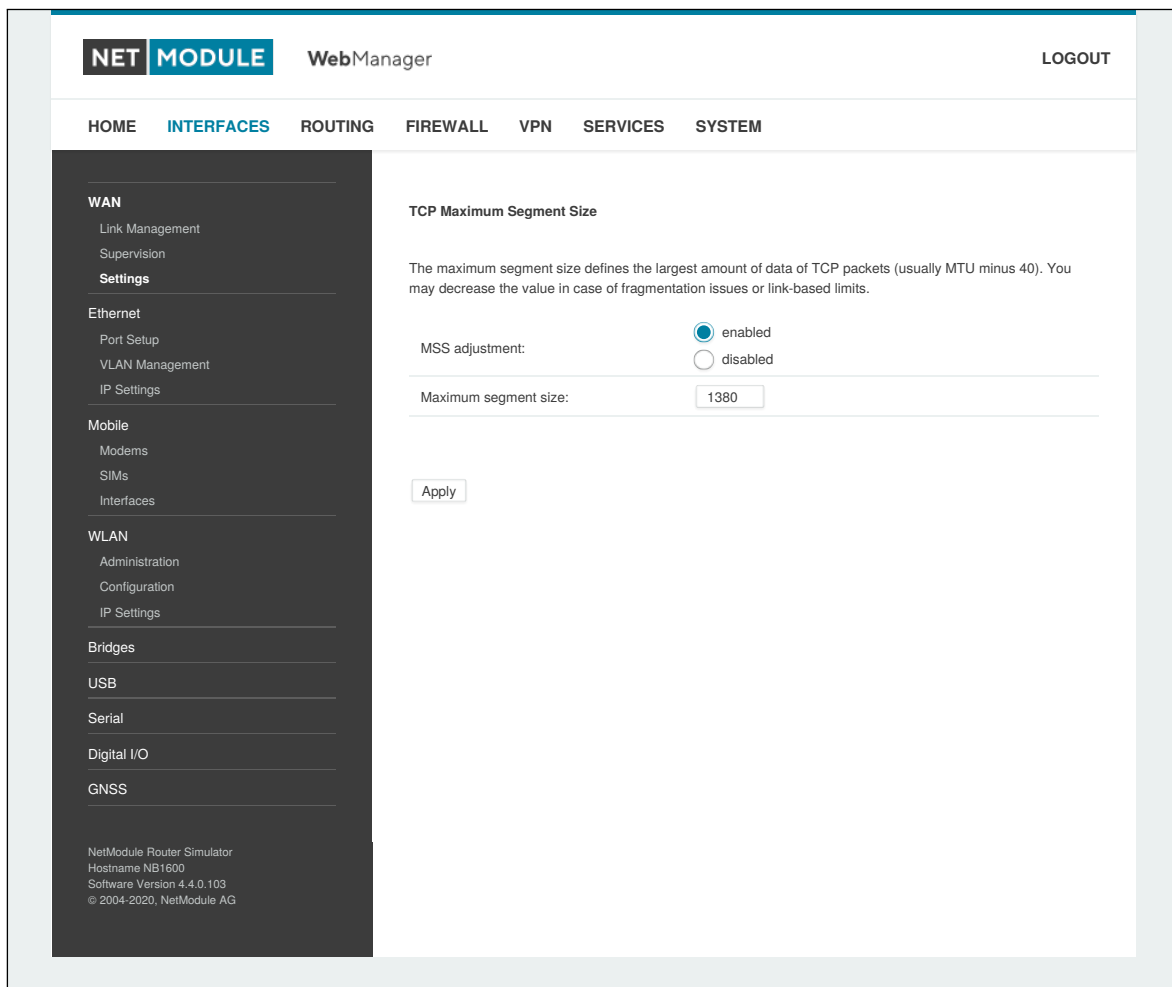 NET MODULE WebManager LOGOUT
HOME INTERFACES ROUTING FIREWALL VPN SERVICES SYSTEM
WAN
Link Management
Supervision
Settings
Ethernet
Port Setup
VLAN Management
IP Settings
Mobile
Modems
SIMs
Interfaces
WLAN
Administration
Configuration
IP Settings
Bridges
USB
Serial
Digital I/O
GNSS
NetModule Router Simulator
Hostname NB1600
Software Version 4.4.0.103
© 2004-2020, NetModule AG
TCP Maximum Segment Size
The maximum segment size defines the largest amount of data of TCP packets (usually MTU minus 40). You
may decrease the value in case of fragmentation issues or link-based limits.
MSS adjustment:
enabled
disabled
Maximum segment size: 1380
Apply